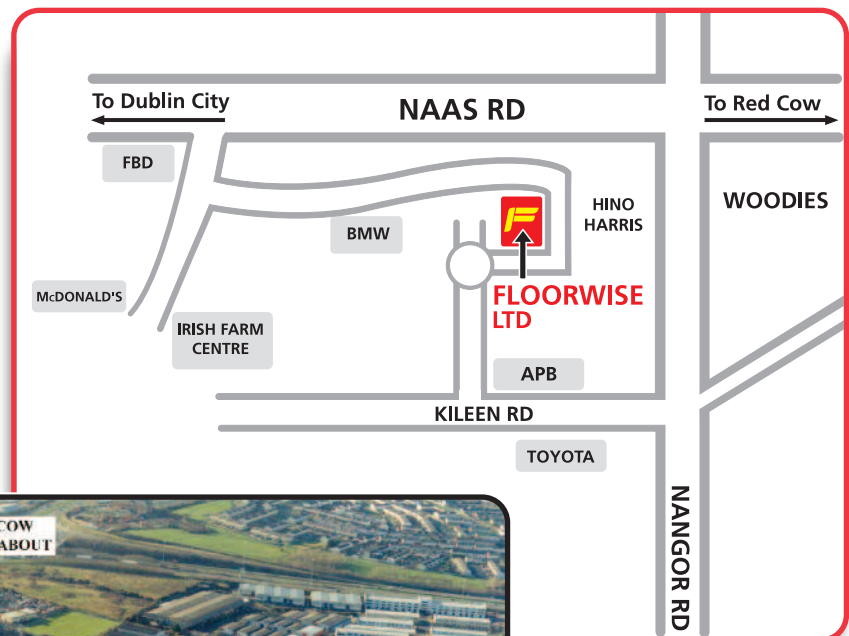 To Dublin City
NAAS RD
To Red Cow
FBD
WOODIES
HINO
HARRIS
F
BMW
McDONALD'S
FLOORWISE
LTD
IRISH FARM
CENTRE
APB
KILEEN RD
TOYOTA
NANGOR RD
COW
ABOUT